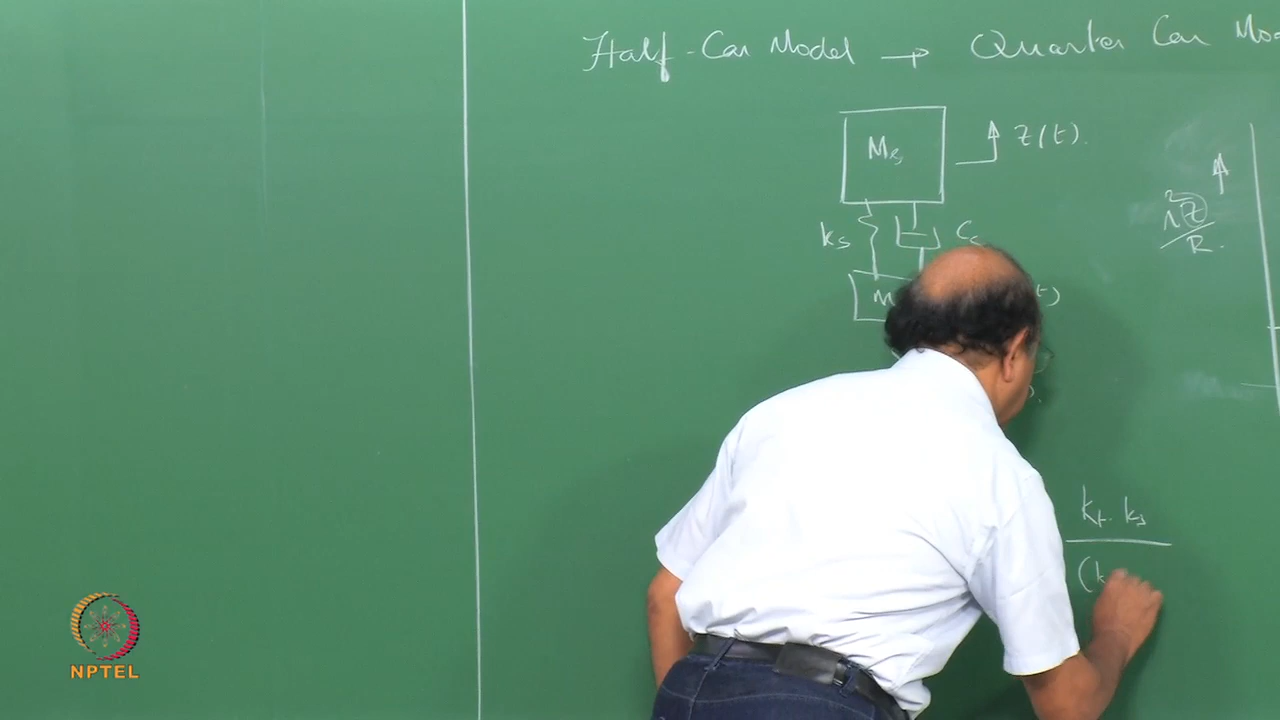 Half-Car Model → Quarter Car Mo
Ms
Z(t).
ks
Cs
M
t)
Z
R.
kt. ks
(k
NPTEL